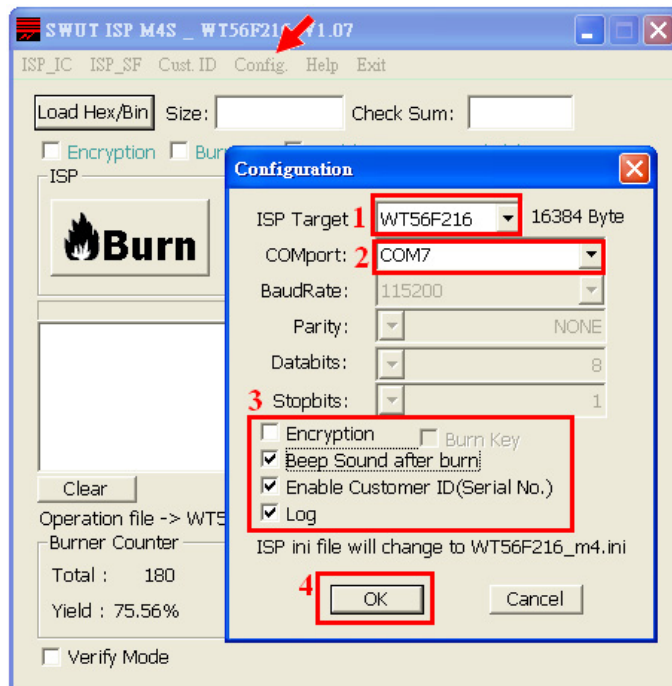 SWUT ISP M4S _ WT56F216_V1.07
ISP_IC ISP_SF Cust. ID Config. Help Exit
Load Hex/Bin Size: Check Sum:
Encryption
ISP
Burn
Clear
Operation file ->
Burner Counter
Total : 180
Yield : 75.56%
Verify Mode
Configuration
ISP Target 1 WT56F216 16384 Byte
COMport: 2 COM7
BaudRate: 115200
Parity: NONE
Databits: 8
3 Stopbits: 1
Encryption Burn Key
Beep Sound after burn
Enable Customer ID(Serial No.)
Log
ISP ini file will change to WT56F216_m4.ini
4 OK Cancel